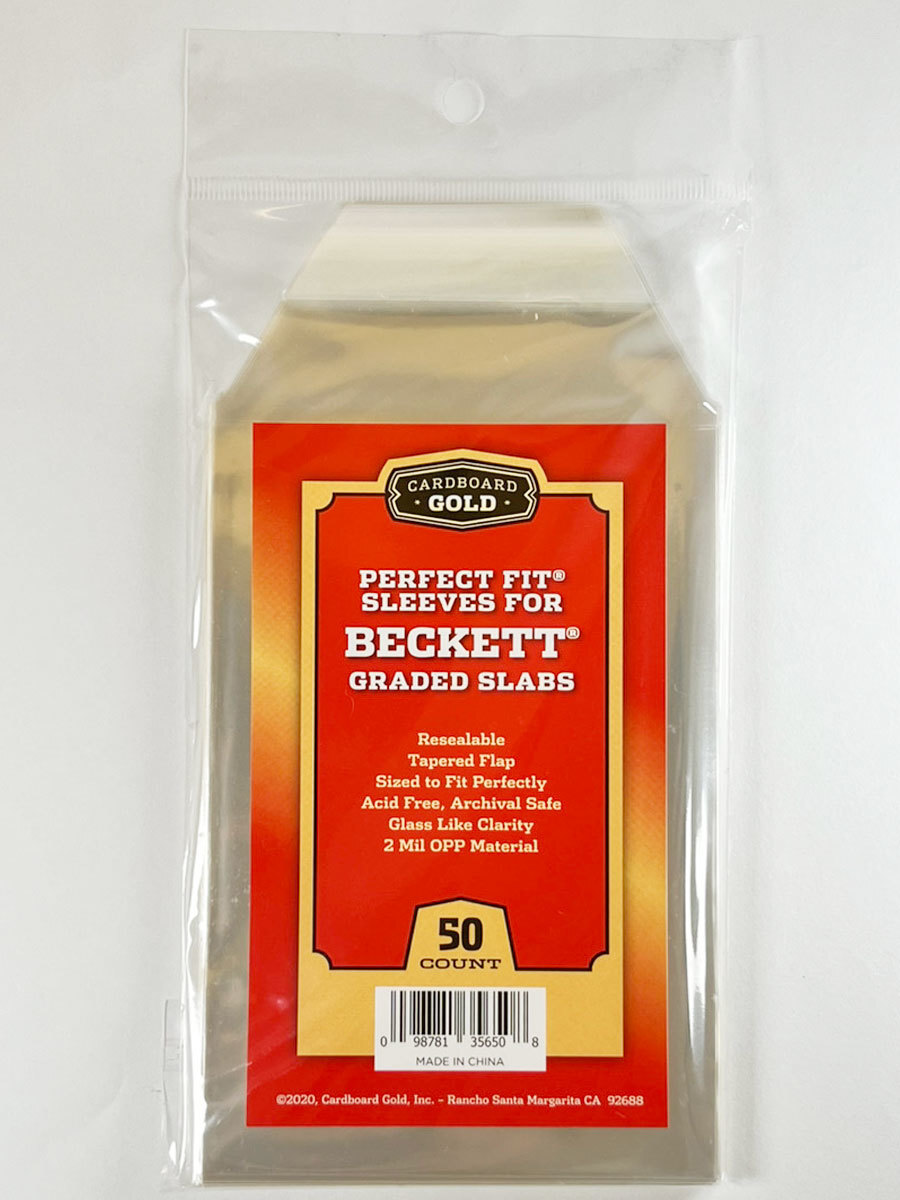 CARDBOARD
GOLD
PERFECT FIT®
SLEEVES FOR
BECKETT®
GRADED SLABS
Resealable
Tapered Flap
Sized to Fit Perfectly
Acid Free, Archival Safe
Glass Like Clarity
2 Mil OPP Material
50
COUNT
0 98781 35650 8
MADE IN CHINA
©2020, Cardboard Gold, Inc. – Rancho Santa Margarita CA 92688